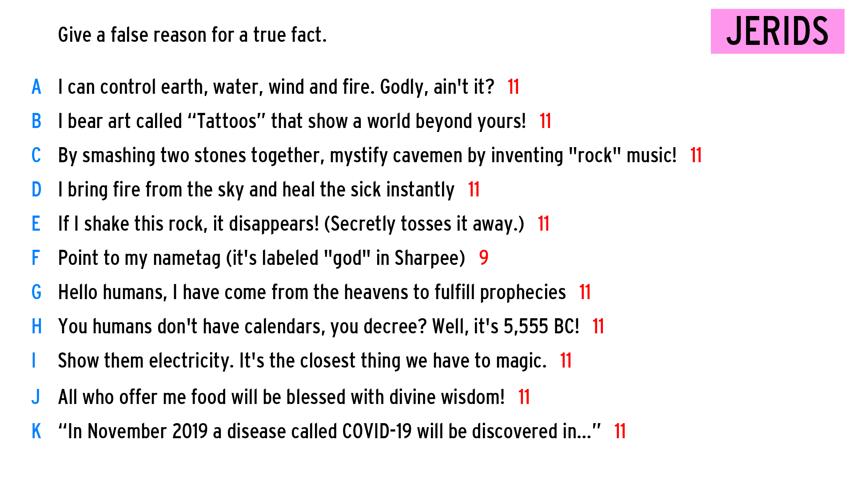 Give a false reason for a true fact.
JERIDS
A I can control earth, water, wind and fire. Godly, ain't it? 11
B I bear art called “Tattoos” that show a world beyond yours! 11
C By smashing two stones together, mystify cavemen by inventing "rock" music! 11
D I bring fire from the sky and heal the sick instantly 11
E If I shake this rock, it disappears! (Secretly tosses it away.) 11
F Point to my nametag (it's labeled "god" in Sharpee) 9
G Hello humans, I have come from the heavens to fulfill prophecies 11
H You humans don't have calendars, you decree? Well, it's 5,555 BC! 11
I Show them electricity. It's the closest thing we have to magic. 11
J All who offer me food will be blessed with divine wisdom! 11
K “In November 2019 a disease called COVID-19 will be discovered in...” 11